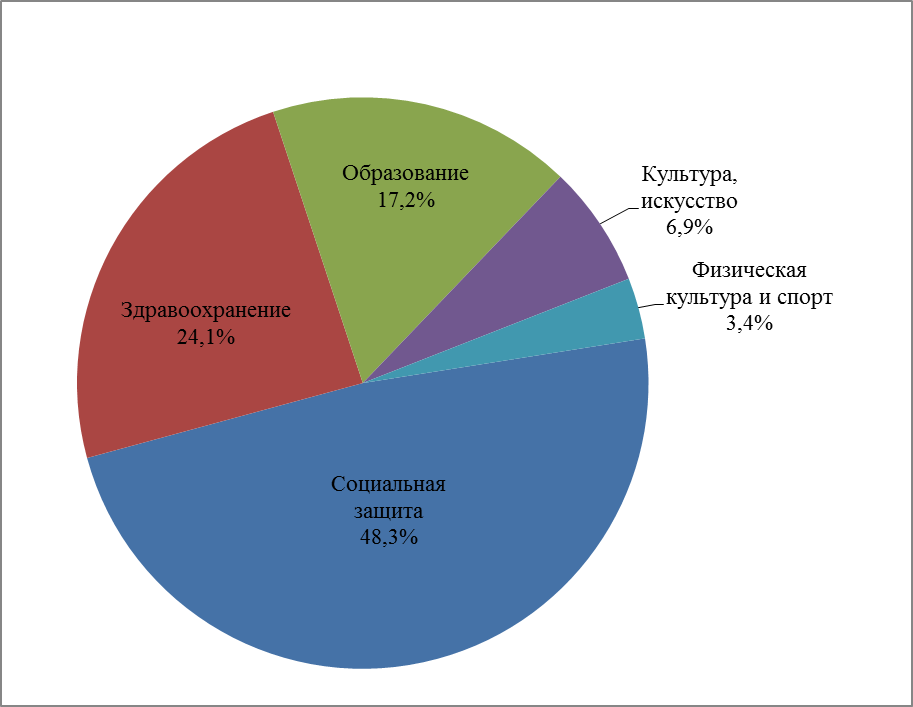 Образование
17,2%
Культура,
искусство
6,9%
Физическая
культура и спорт
3,4%
Здравоохранение
24,1%
Социальная
защита
48,3%